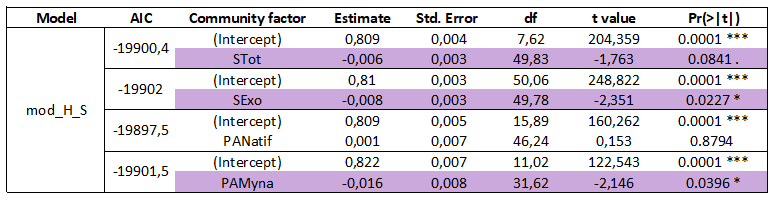 Model AIC Community factor Estimate Std. Error df t value Pr(>|t|)
(Intercept) 0,809 0,004 7,62 204,359 0.0001 ***
-19900,4
STot -0,006 0,003 49,83 -1,763 0.0841 .
(Intercept) 0,81 0,003 50,06 248,822 0.0001 ***
-19902
SExo -0,008 0,003 49,78 -2,351 0.0227 *
mod_H_S
(Intercept) 0,809 0,005 15,89 160,262 0.0001 ***
-19897,5
PANatif 0,001 0,007 46,24 0,153 0.8794
(Intercept) 0,822 0,007 11,02 122,543 0.0001 ***
-19901,5
PAMyna -0,016 0,008 31,62 -2,146 0.0396 *